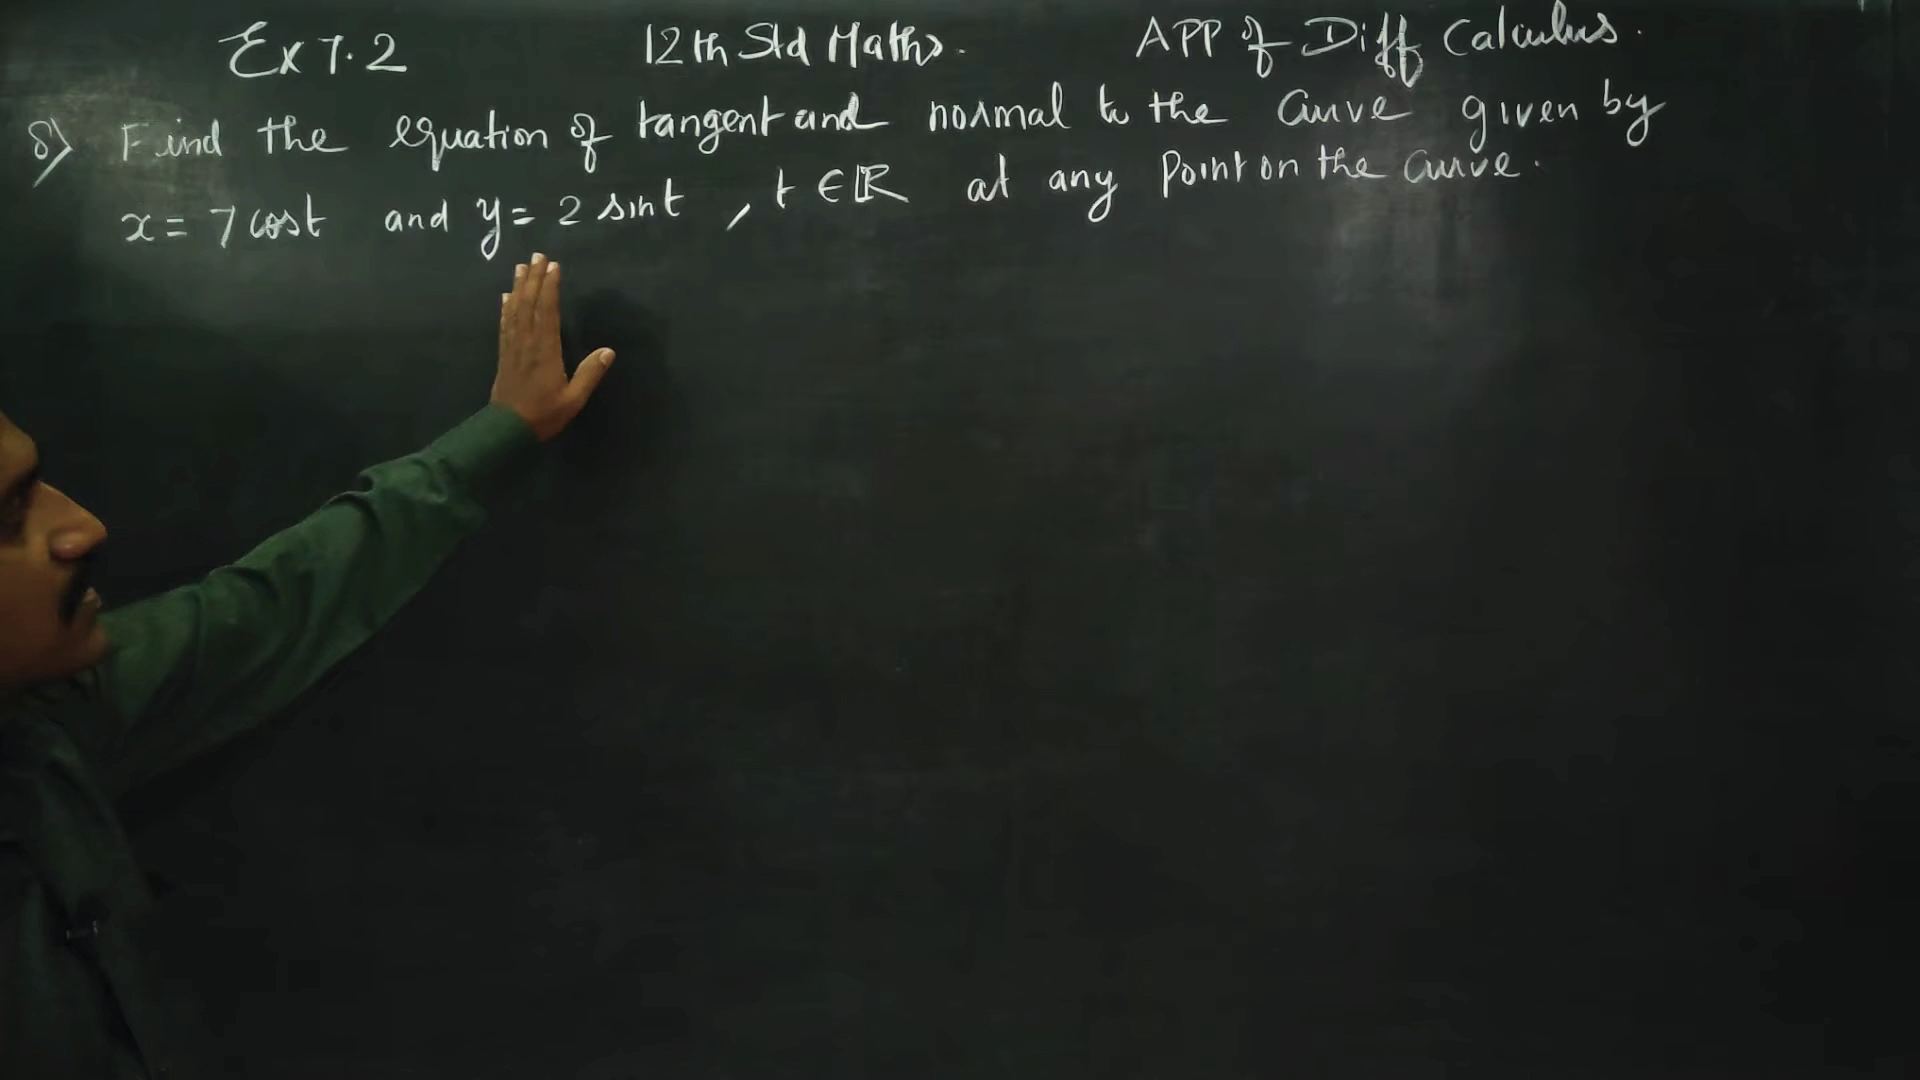 Ex 7.2 12th Std Maths. APP of Diff Calculus.
8) Find the equation of tangent and normal to the curve given by
x = 7 cost and y = 2 sint , t ∈ ℝ at any Point on the curve.